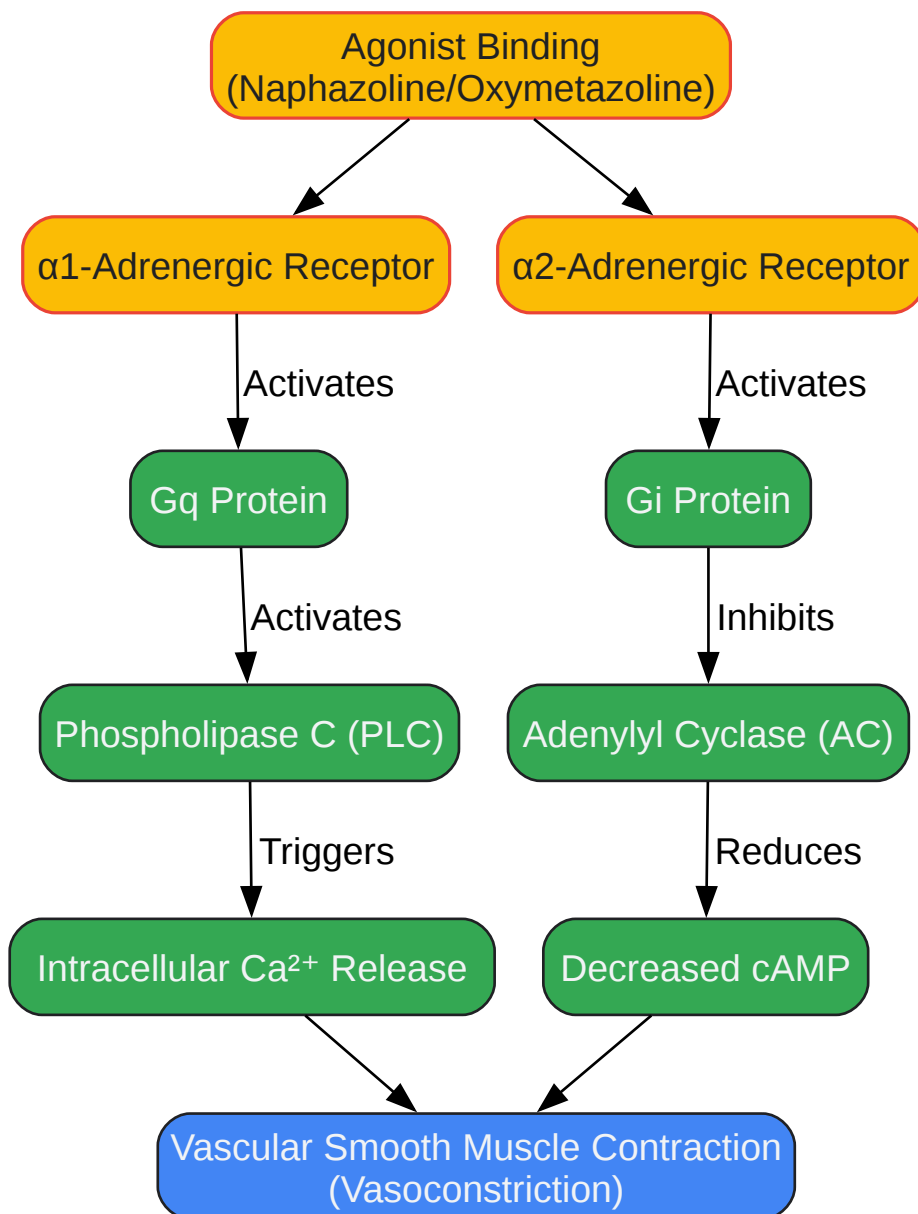 Agonist Binding
(Naphazoline/Oxymetazoline)
α1-Adrenergic Receptor
α2-Adrenergic Receptor
Activates
Activates
Gq Protein
Gi Protein
Activates
Inhibits
Phospholipase C (PLC)
Adenylyl Cyclase (AC)
Triggers
Reduces
Intracellular Ca²⁺ Release
Decreased cAMP
Vascular Smooth Muscle Contraction
(Vasoconstriction)